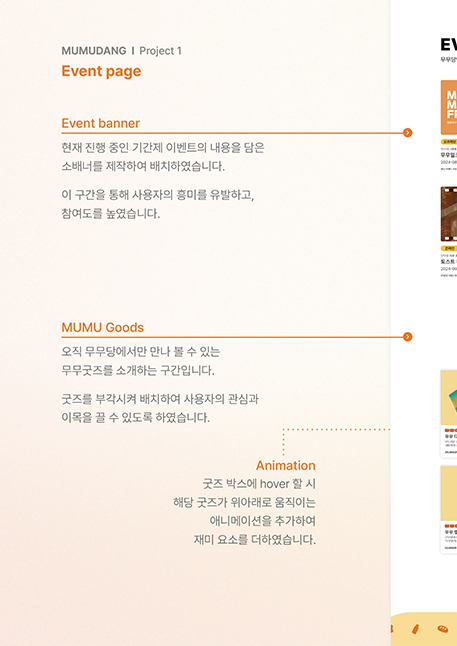 MUMUDANG I Project 1
Event page
Event banner
현재 진행 중인 기간제 이벤트의 내용을 담은
소배너를 제작하여 배치하였습니다.
이 구간을 통해 사용자의 흥미를 유발하고,
참여도를 높였습니다.
MUMU Goods
오직 무무당에서만 만나 볼 수 있는
무무굿즈를 소개하는 구간입니다.
굿즈를 부각시켜 배치하여 사용자의 관심과
이목을 끌 수 있도록 하였습니다.
Animation
굿즈 박스에 hover 할 시
해당 굿즈가 위아래로 움직이는
애니메이션을 추가하여
재미 요소를 더하였습니다.
EV
무무당